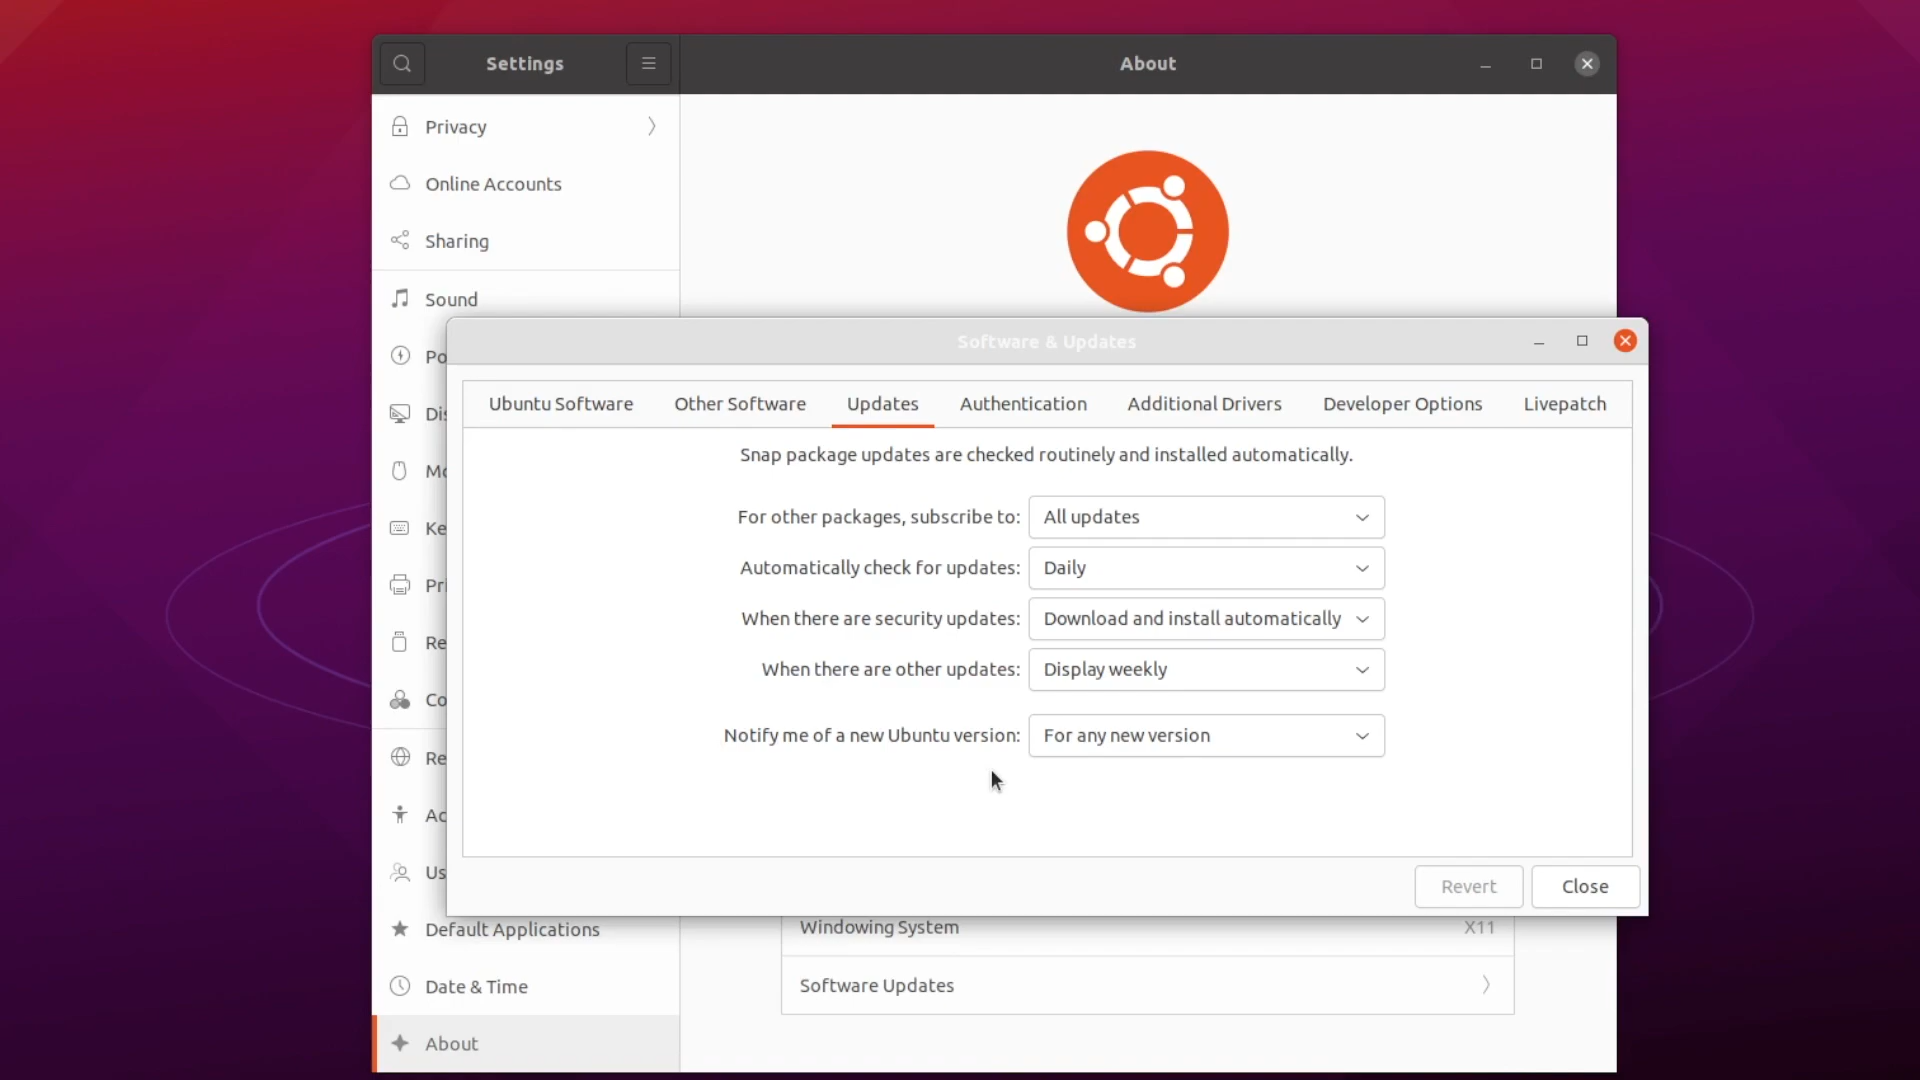 Settings
About
Privacy
Online Accounts
Sharing
Sound
Po
Dis
Mo
Ke
Pri
Re
Co
Re
Ac
Us
Default Applications
Date & Time
About
Software & Updates
Ubuntu Software Other Software Updates Authentication Additional Drivers Developer Options Livepatch
Snap package updates are checked routinely and installed automatically.
For other packages, subscribe to: All updates
Automatically check for updates: Daily
When there are security updates: Download and install automatically
When there are other updates: Display weekly
Notify me of a new Ubuntu version: For any new version
Revert Close
Windowing System X11
Software Updates